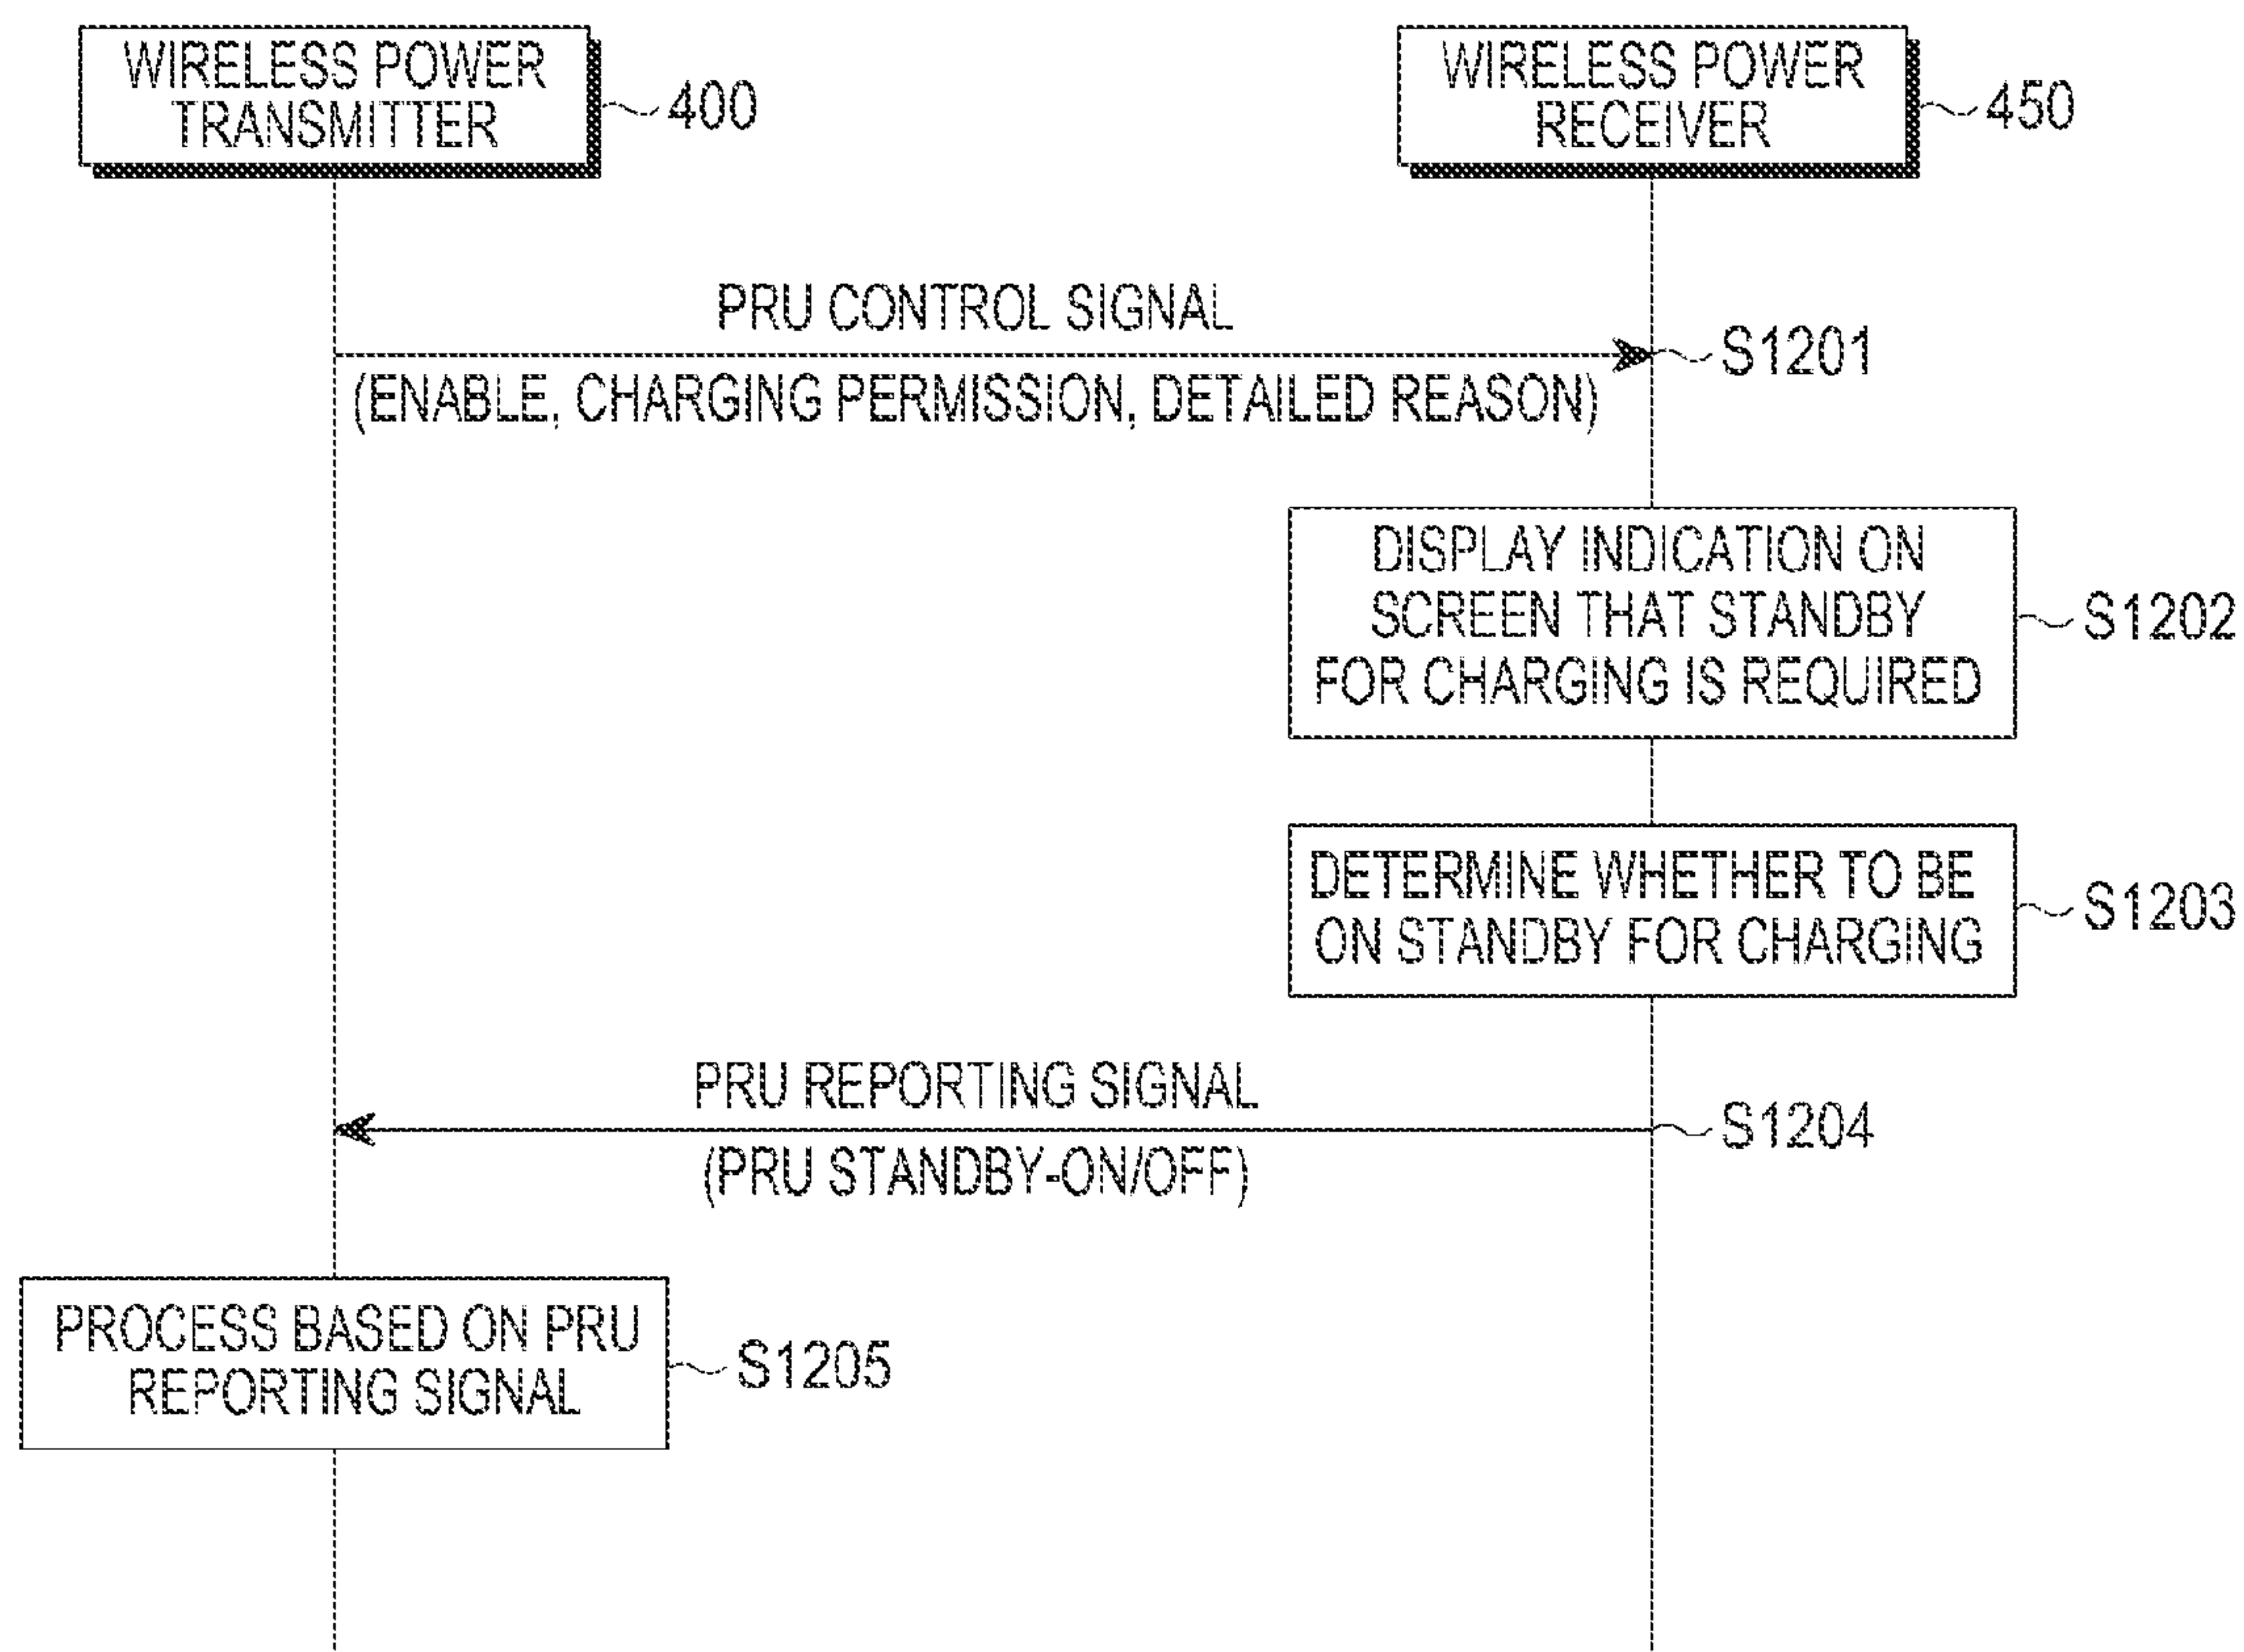 WIRELESS POWER
TRANSMITTER
400
WIRELESS POWER
RECEIVER
450
PRU CONTROL SIGNAL
S1201
(ENABLE, CHARGING PERMISSION, DETAILED REASON)
DISPLAY INDICATION ON
SCREEN THAT STANDBY
FOR CHARGING IS REQUIRED
S1202
DETERMINE WHETHER TO BE
ON STANDBY FOR CHARGING
S1203
PRU REPORTING SIGNAL
S1204
(PRU STANDBY-ON/OFF)
PROCESS BASED ON PRU
REPORTING SIGNAL
S1205